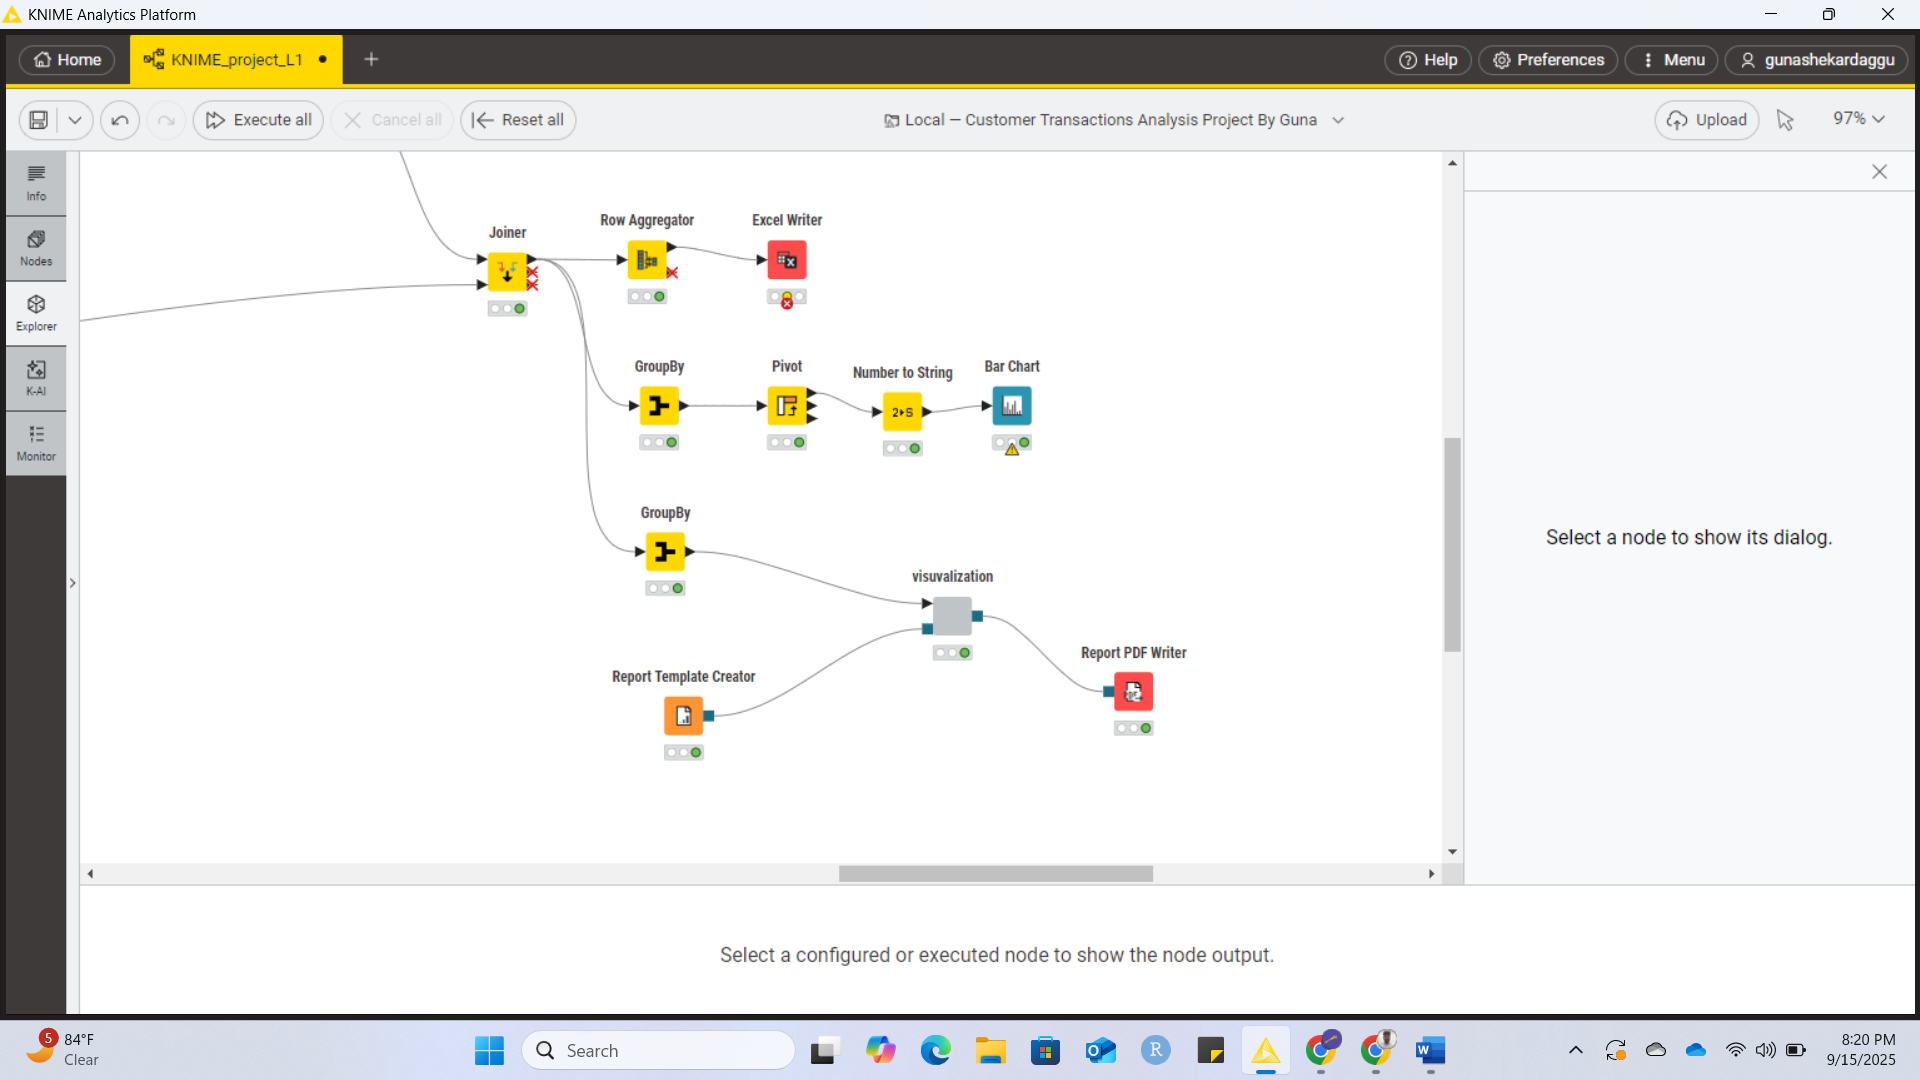 KNIME Analytics Platform
Home
KNIME_project_L1
Help
Preferences
Menu
gunashekardaggu
Execute all
Cancel all
Reset all
Local — Customer Transactions Analysis Project By Guna
Upload
97%
Info
Nodes
Explorer
K-AI
Monitor
Joiner
Row Aggregator
Excel Writer
GroupBy
Pivot
Number to String
2▸S
Bar Chart
GroupBy
visuvalization
Report Template Creator
Report PDF Writer
PDF
Select a node to show its dialog.
Select a configured or executed node to show the node output.
5
84°F
Clear
Search
R
W
8:20 PM
9/15/2025